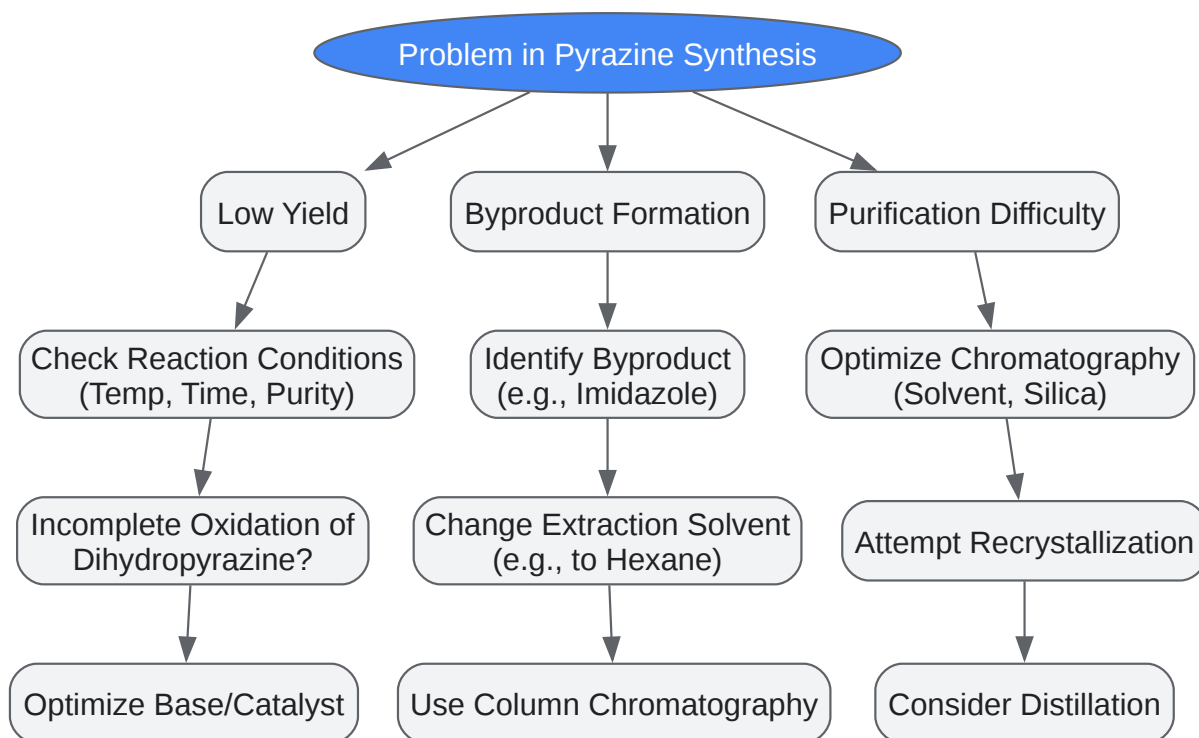 Problem in Pyrazine Synthesis
Low Yield
Byproduct Formation
Purification Difficulty
Check Reaction Conditions
(Temp, Time, Purity)
Identify Byproduct
(e.g., Imidazole)
Optimize Chromatography
(Solvent, Silica)
Incomplete Oxidation of
Dihydropyrazine?
Change Extraction Solvent
(e.g., to Hexane)
Attempt Recrystallization
Optimize Base/Catalyst
Use Column Chromatography
Consider Distillation